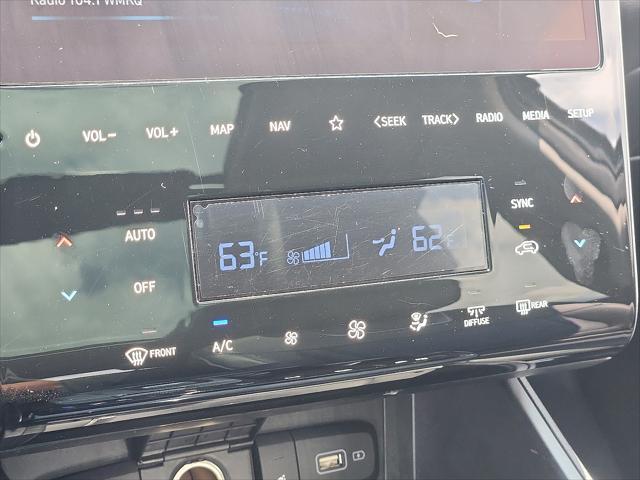 Radio 104.1 WMRQ
VOL− VOL+ MAP NAV <SEEK TRACK> RADIO MEDIA SETUP
SYNC
AUTO
63°F 62°F
OFF
FRONT A/C DIFFUSE REAR